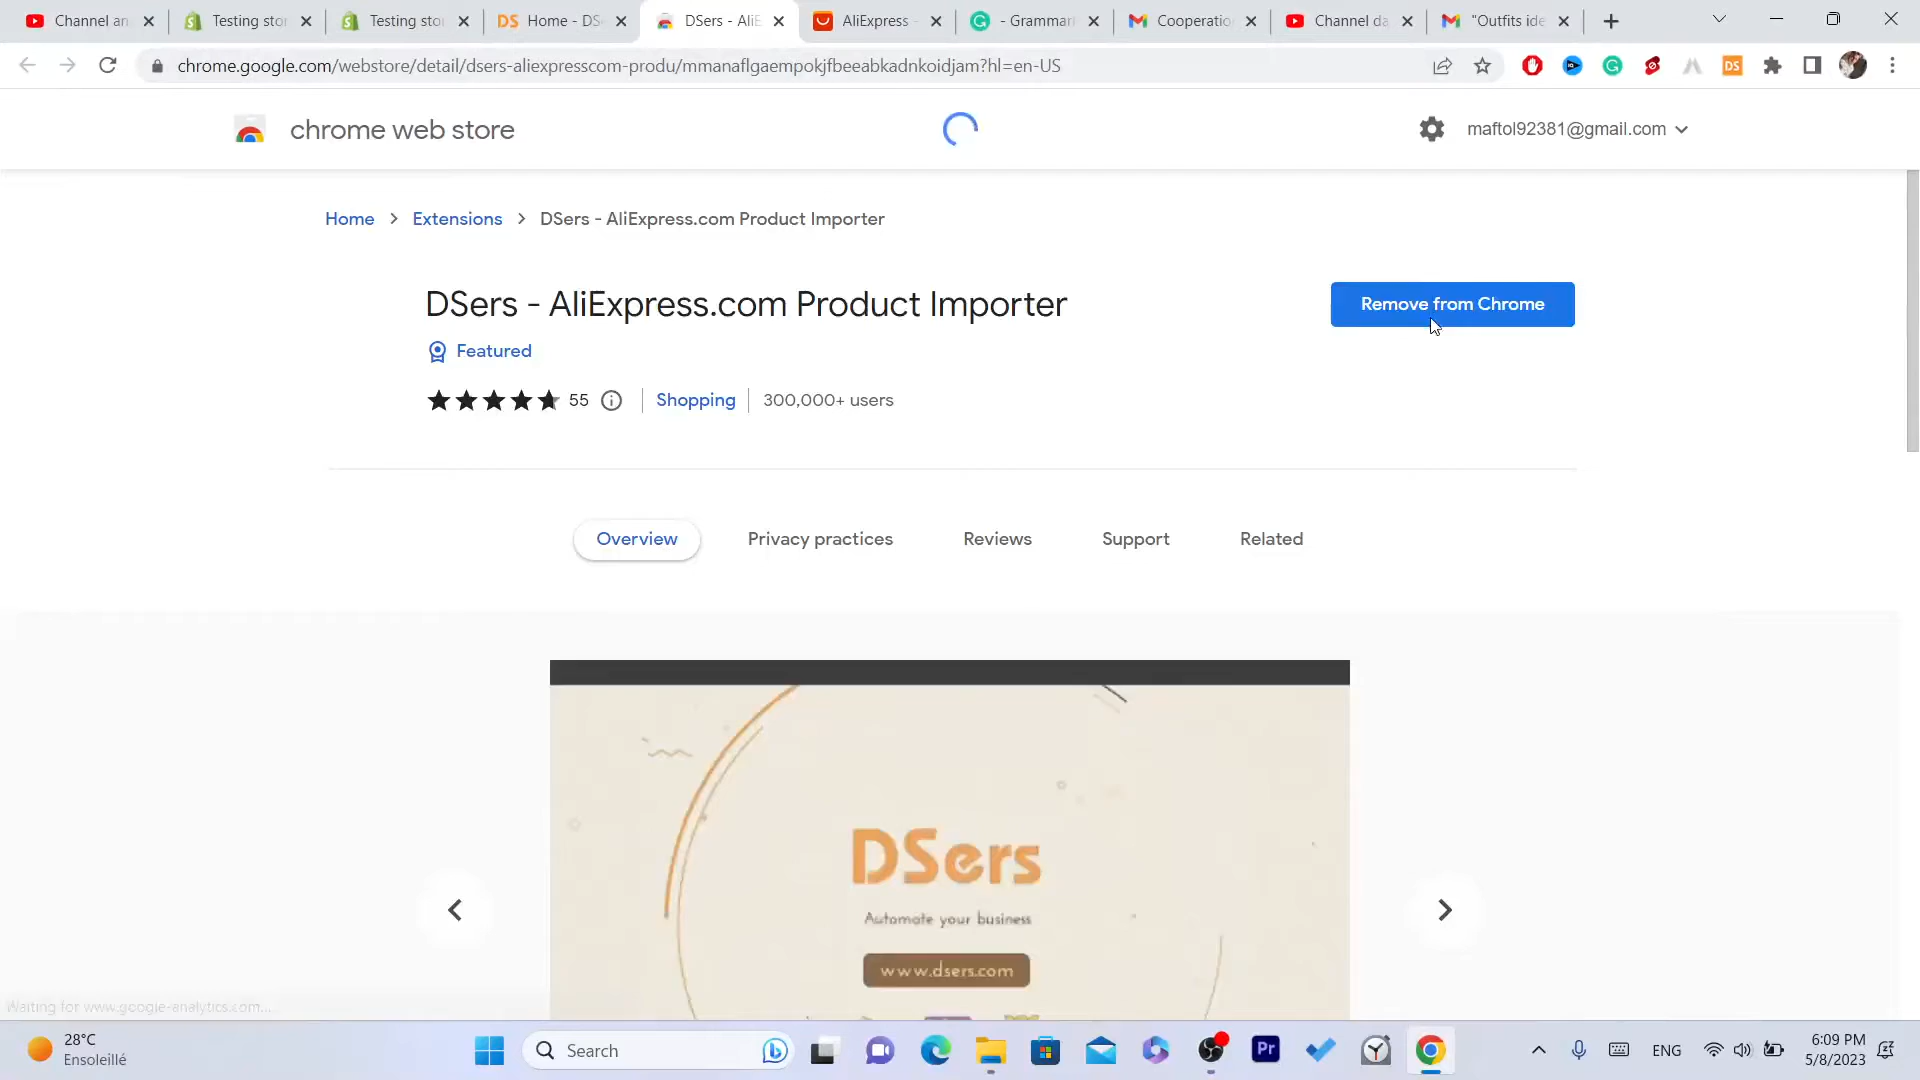 Channel an
Testing stor
Testing stor
DS Home - DS
DSers - AliE
AliExpress -
- Grammar
Cooperatio
Channel da
"Outfits ide
chrome.google.com/webstore/detail/dsers-aliexpresscom-produ/mmanaflgaempokjfbeeabkadnkoidjam?hl=en-US
DS
chrome web store
maftol92381@gmail.com
Home > Extensions > DSers - AliExpress.com Product Importer
DSers - AliExpress.com Product Importer
Remove from Chrome
Featured
55
Shopping
300,000+ users
Overview
Privacy practices
Reviews
Support
Related
DSers
Automate your business
www.dsers.com
Waiting for www.google-analytics.com...
28°C
Ensoleillé
Search
Pr
ENG
6:09 PM
5/8/2023